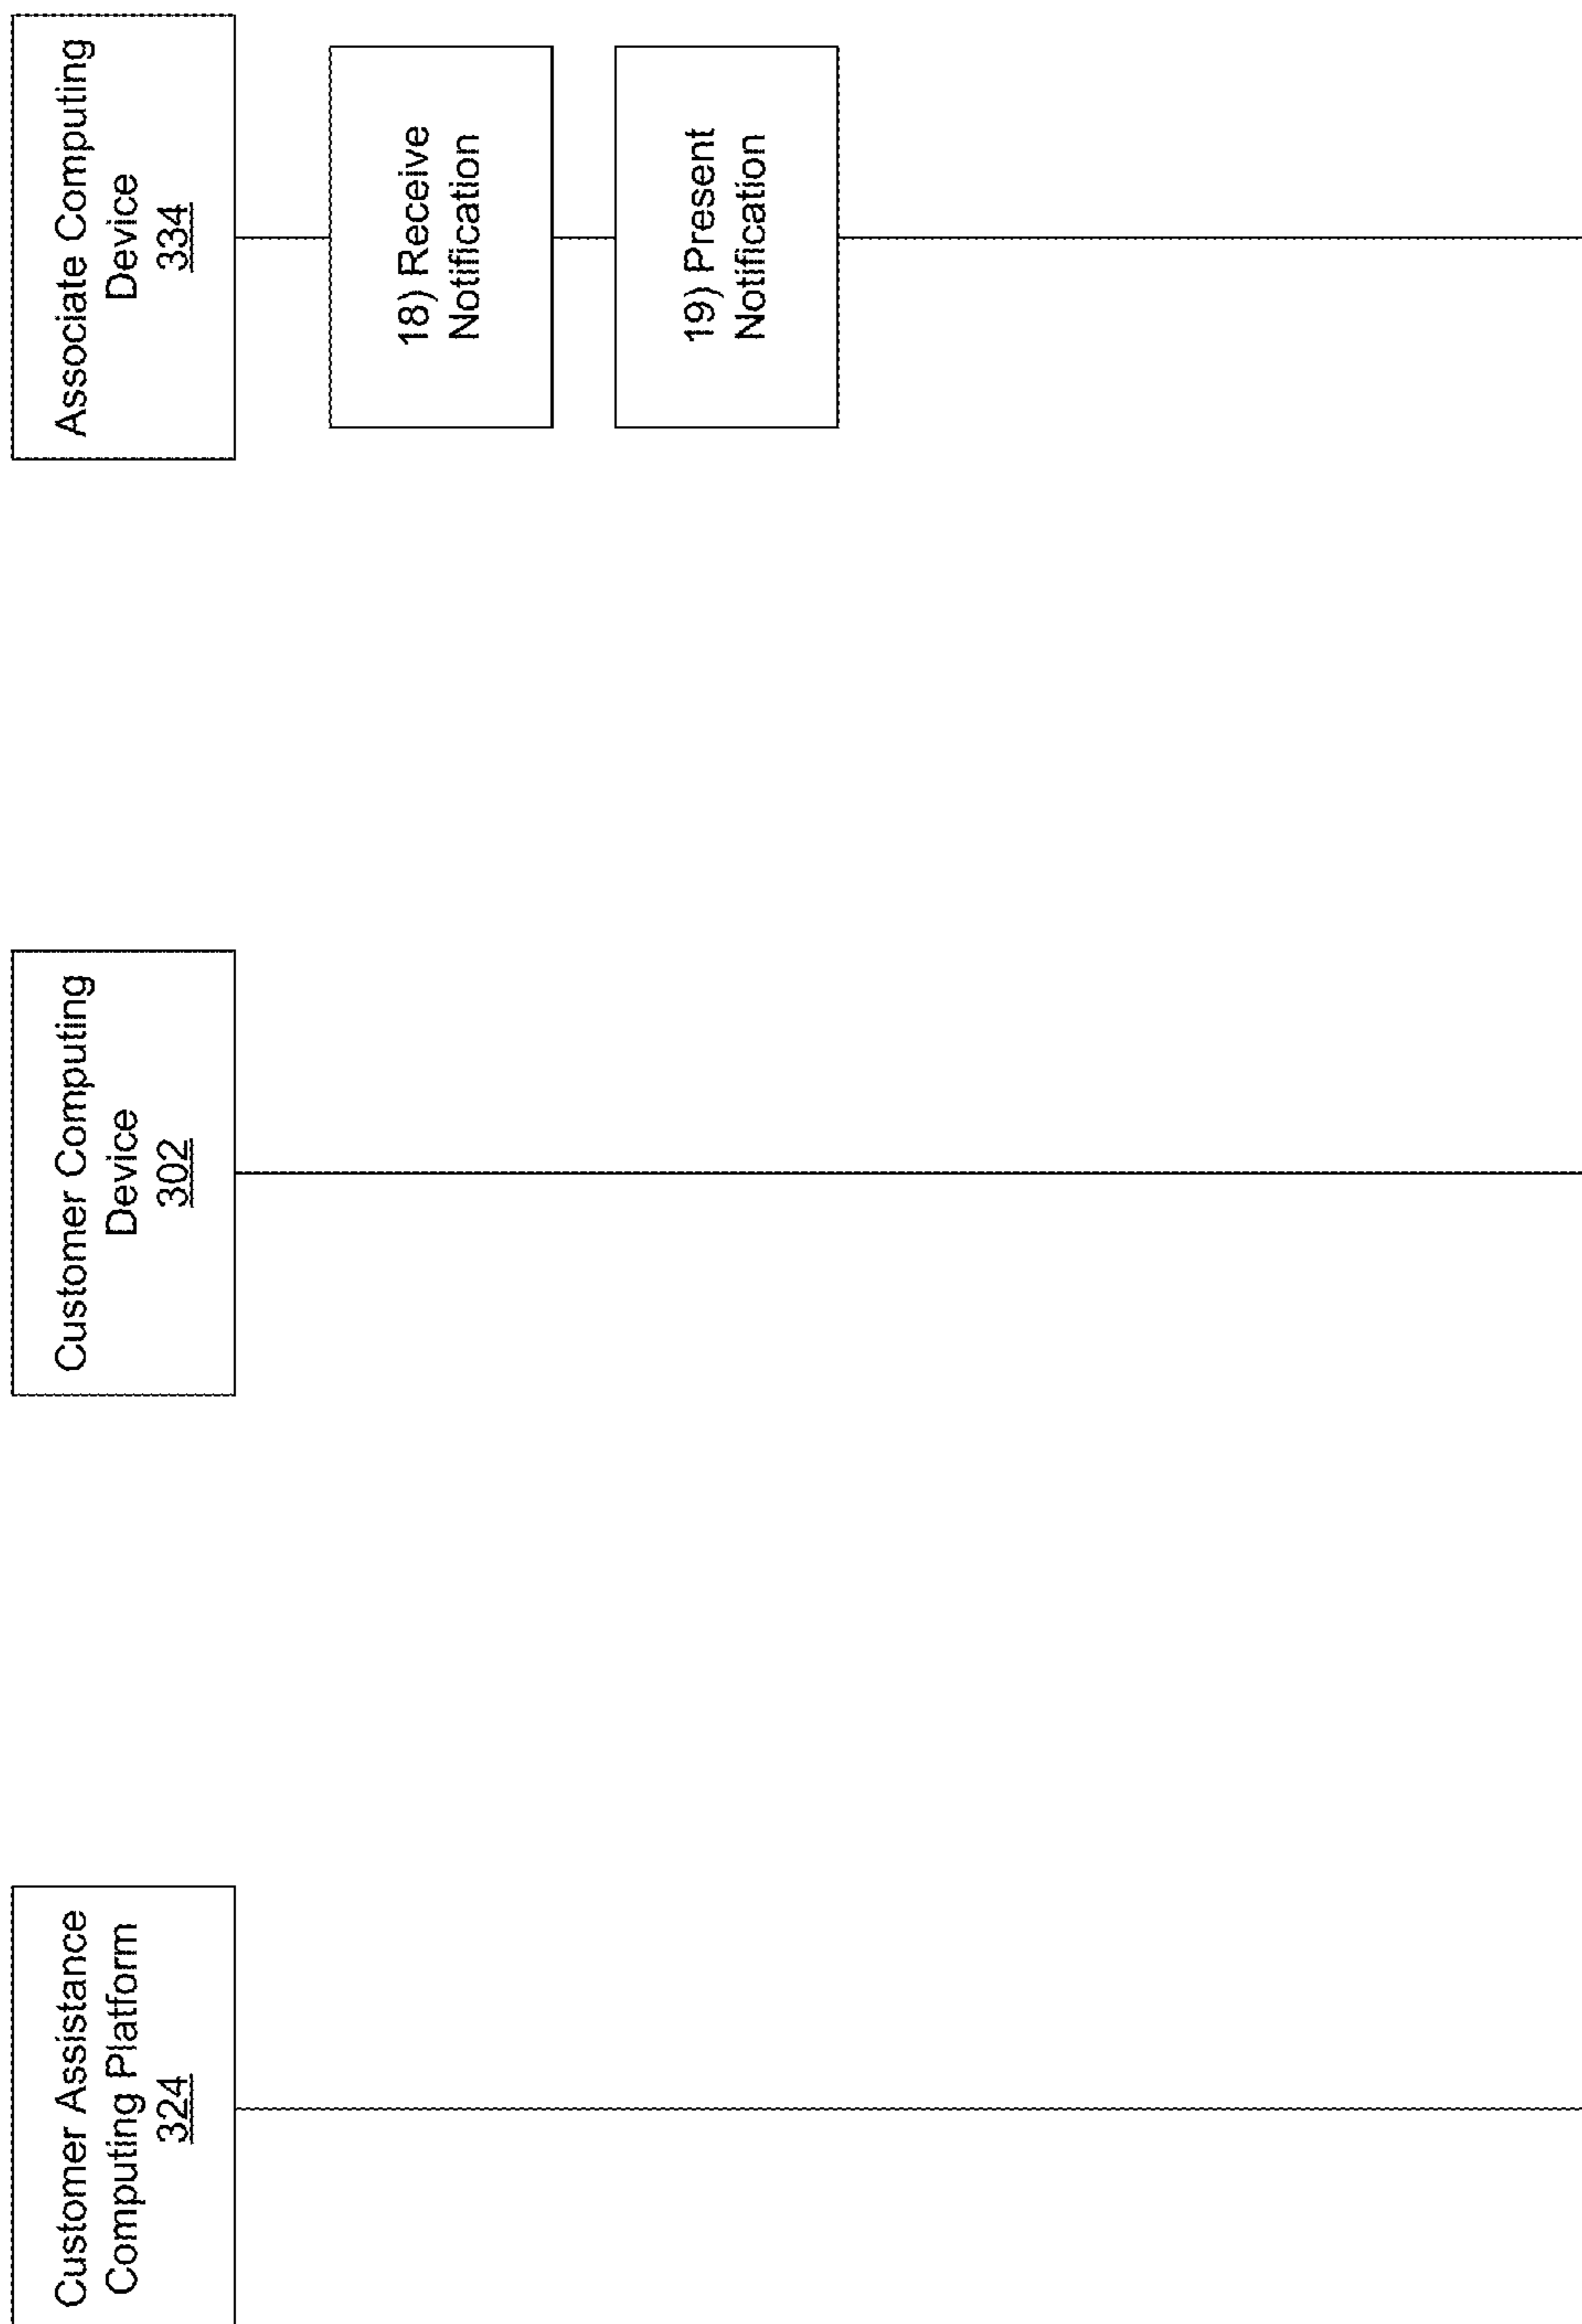 Customer Assistance
Computing Platform
324
Customer Computing
Device
302
Associate Computing
Device
334
18) Receive
Notification
19) Present
Notification